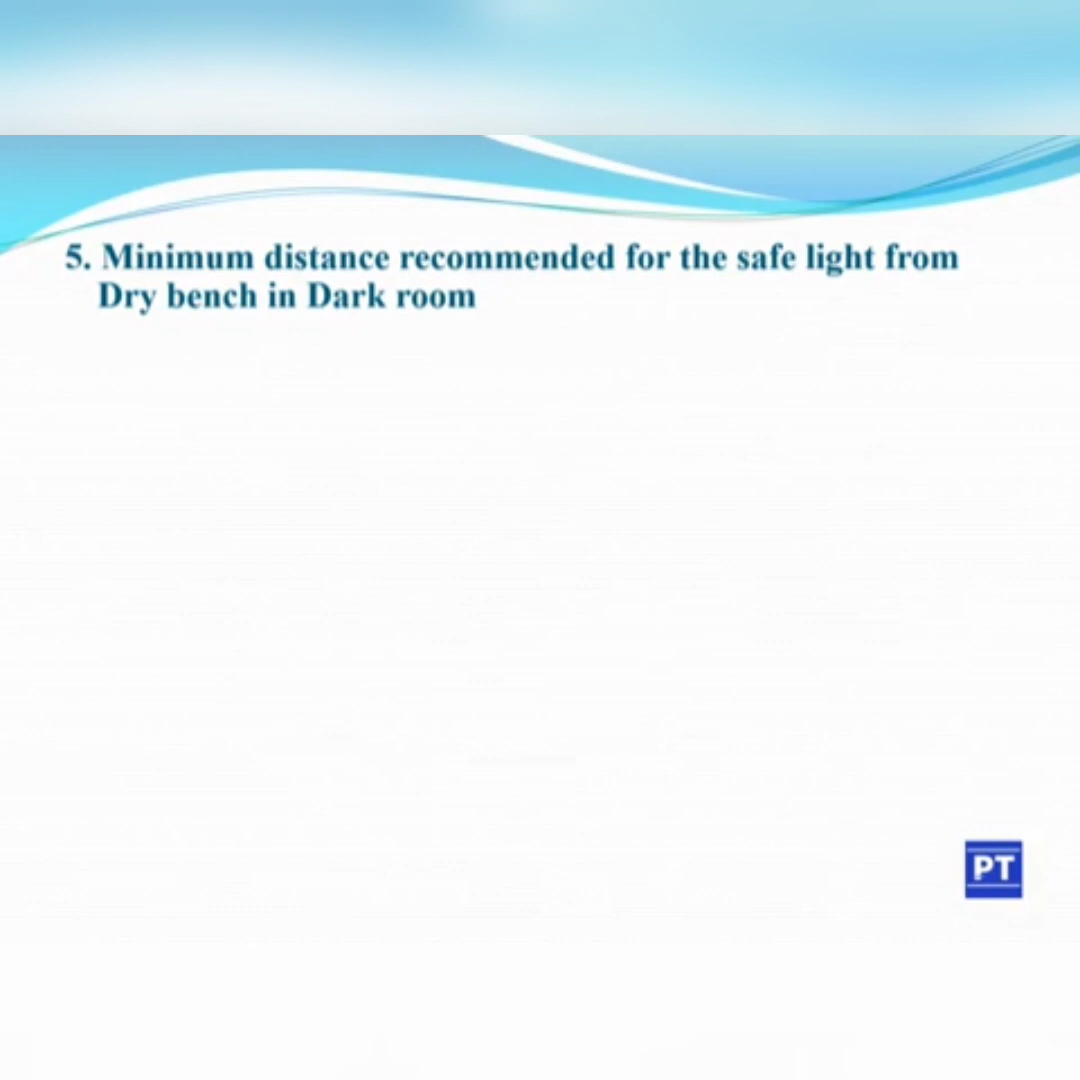 5. Minimum distance recommended for the safe light from
Dry bench in Dark room
PT